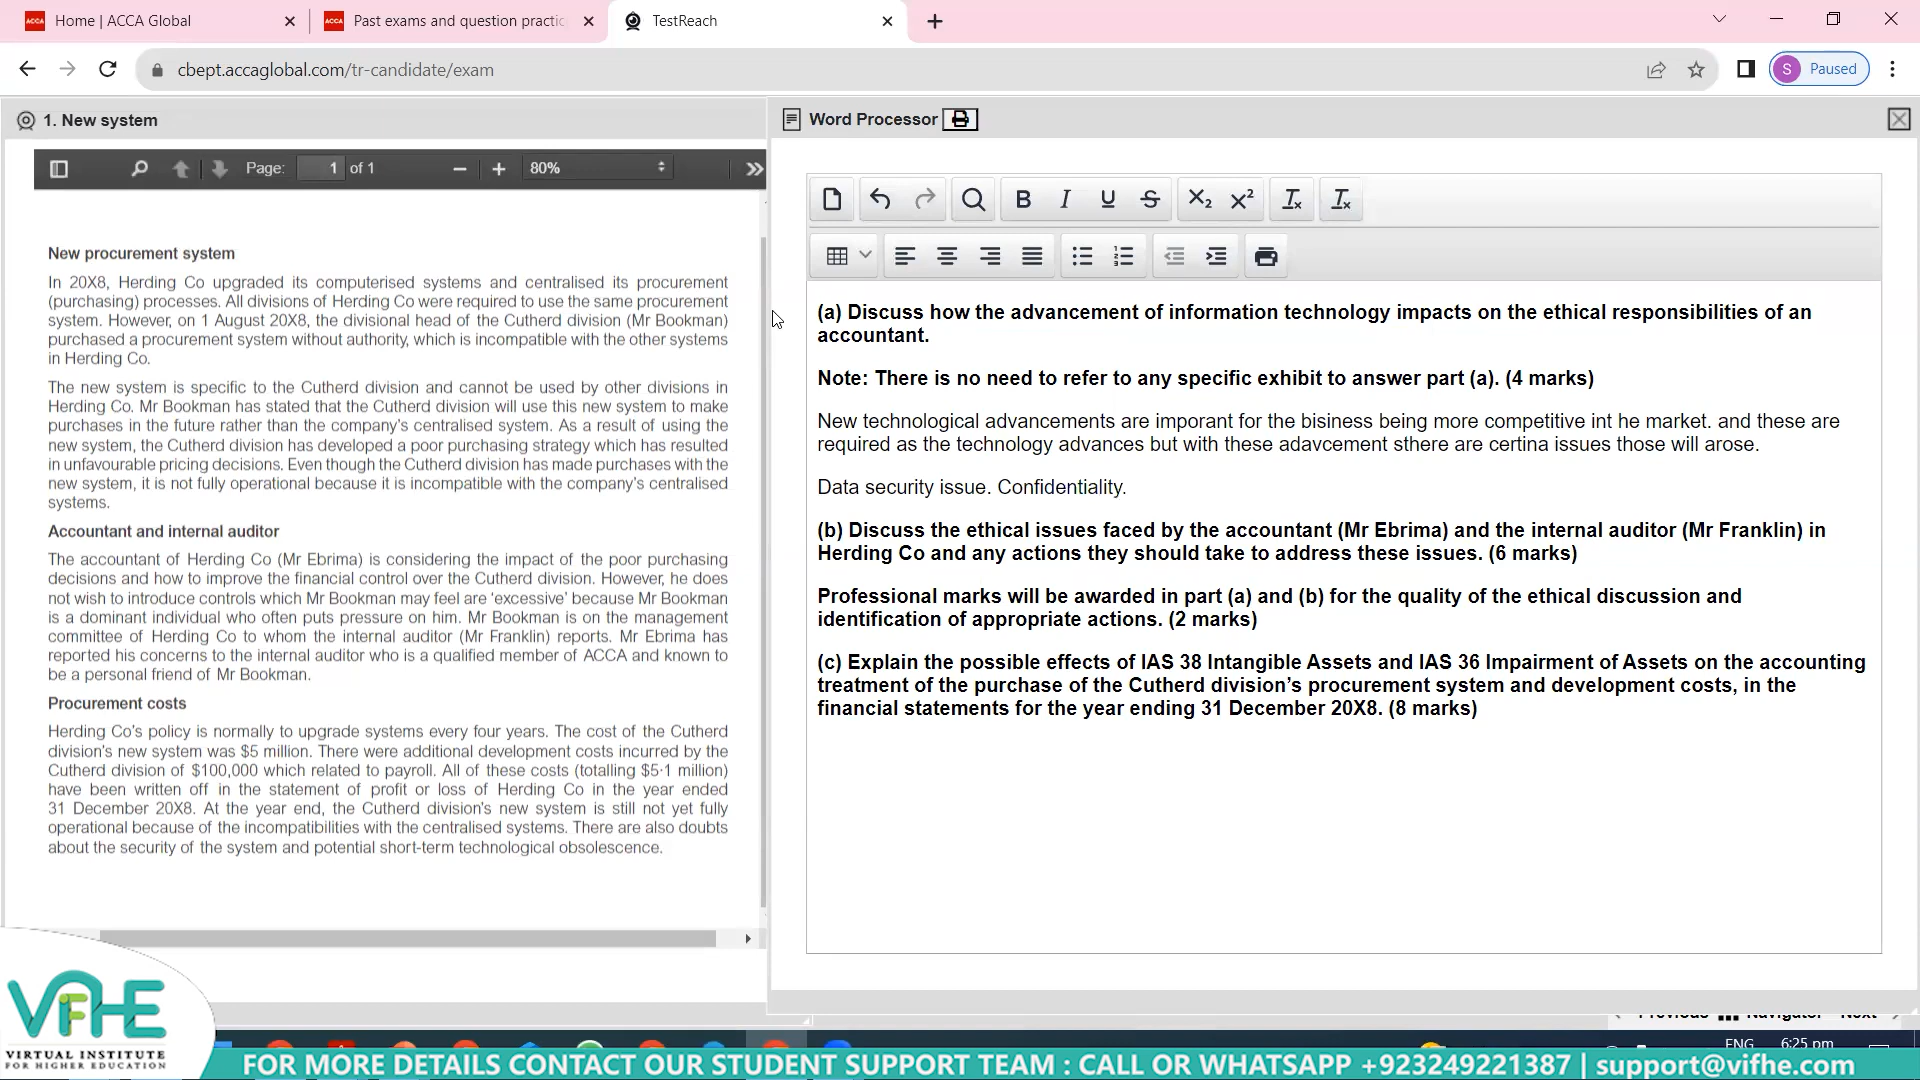 Home | ACCA Global
Past exams and question practic
TestReach
cbept.accaglobal.com/tr-candidate/exam
S Paused
1. New system
Word Processor
Page: 1 of 1
80%
New procurement system
In 20X8, Herding Co upgraded its computerised systems and centralised its procurement
(purchasing) processes. All divisions of Herding Co were required to use the same procurement
system. However, on 1 August 20X8, the divisional head of the Cutherd division (Mr Bookman)
purchased a procurement system without authority, which is incompatible with the other systems
in Herding Co.
The new system is specific to the Cutherd division and cannot be used by other divisions in
Herding Co. Mr Bookman has stated that the Cutherd division will use this new system to make
purchases in the future rather than the company's centralised system. As a result of using the
new system, the Cutherd division has developed a poor purchasing strategy which has resulted
in unfavourable pricing decisions. Even though the Cutherd division has made purchases with the
new system, it is not fully operational because it is incompatible with the company's centralised
systems.
Accountant and internal auditor
The accountant of Herding Co (Mr Ebrima) is considering the impact of the poor purchasing
decisions and how to improve the financial control over the Cutherd division. However, he does
not wish to introduce controls which Mr Bookman may feel are 'excessive' because Mr Bookman
is a dominant individual who often puts pressure on him. Mr Bookman is on the management
committee of Herding Co to whom the internal auditor (Mr Franklin) reports. Mr Ebrima has
reported his concerns to the internal auditor who is a qualified member of ACCA and known to
be a personal friend of Mr Bookman.
Procurement costs
Herding Co's policy is normally to upgrade systems every four years. The cost of the Cutherd
division's new system was $5 million. There were additional development costs incurred by the
Cutherd division of $100,000 which related to payroll. All of these costs (totalling $5·1 million)
have been written off in the statement of profit or loss of Herding Co in the year ended
31 December 20X8. At the year end, the Cutherd division's new system is still not yet fully
operational because of the incompatibilities with the centralised systems. There are also doubts
about the security of the system and potential short-term technological obsolescence.
(a) Discuss how the advancement of information technology impacts on the ethical responsibilities of an
accountant.
Note: There is no need to refer to any specific exhibit to answer part (a). (4 marks)
New technological advancements are imporant for the bisiness being more competitive int he market. and these are
required as the technology advances but with these adavcement sthere are certina issues those will arose.
Data security issue. Confidentiality.
(b) Discuss the ethical issues faced by the accountant (Mr Ebrima) and the internal auditor (Mr Franklin) in
Herding Co and any actions they should take to address these issues. (6 marks)
Professional marks will be awarded in part (a) and (b) for the quality of the ethical discussion and
identification of appropriate actions. (2 marks)
(c) Explain the possible effects of IAS 38 Intangible Assets and IAS 36 Impairment of Assets on the accounting
treatment of the purchase of the Cutherd division's procurement system and development costs, in the
financial statements for the year ending 31 December 20X8. (8 marks)
Previous Navigator Next
ENG 6:25 pm
VIFHE
VIRTUAL INSTITUTE
FOR HIGHER EDUCATION
FOR MORE DETAILS CONTACT OUR STUDENT SUPPORT TEAM : CALL OR WHATSAPP +923249221387 | support@vifhe.com